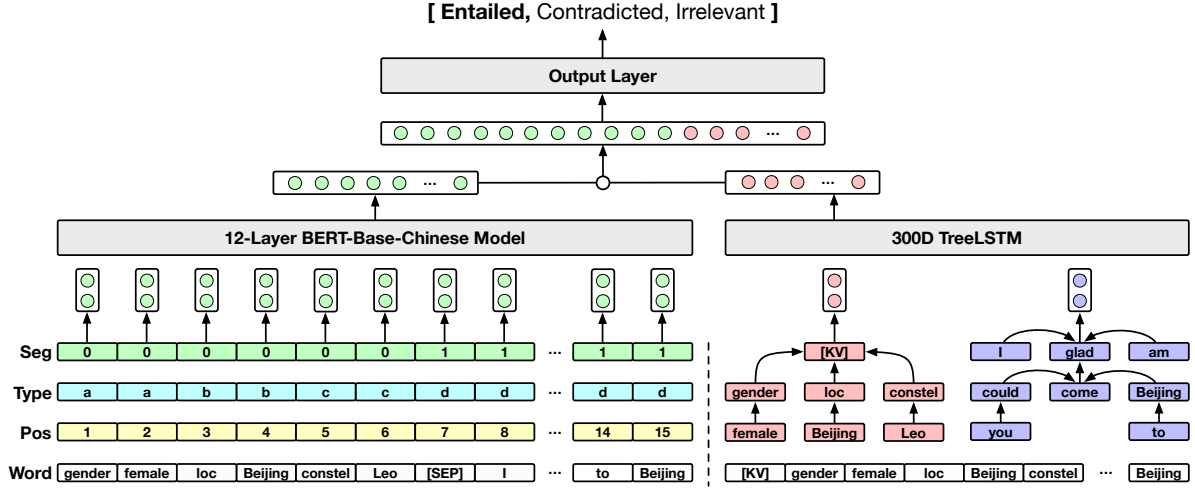 [ Entailed, Contradicted, Irrelevant ]
Output Layer
...
... ...
12-Layer BERT-Base-Chinese Model 300D TreeLSTM
Seg 0 0 0 0 0 0 1 1 ... 1 1 [KV] I glad am
Type a a b b c c d d ... d d gender loc constel could come Beijing
Pos 1 2 3 4 5 6 7 8 ... 14 15 female Beijing Leo you to
Word gender female loc Beijing constel Leo [SEP] I ... to Beijing [KV] gender female loc Beijing constel ... Beijing